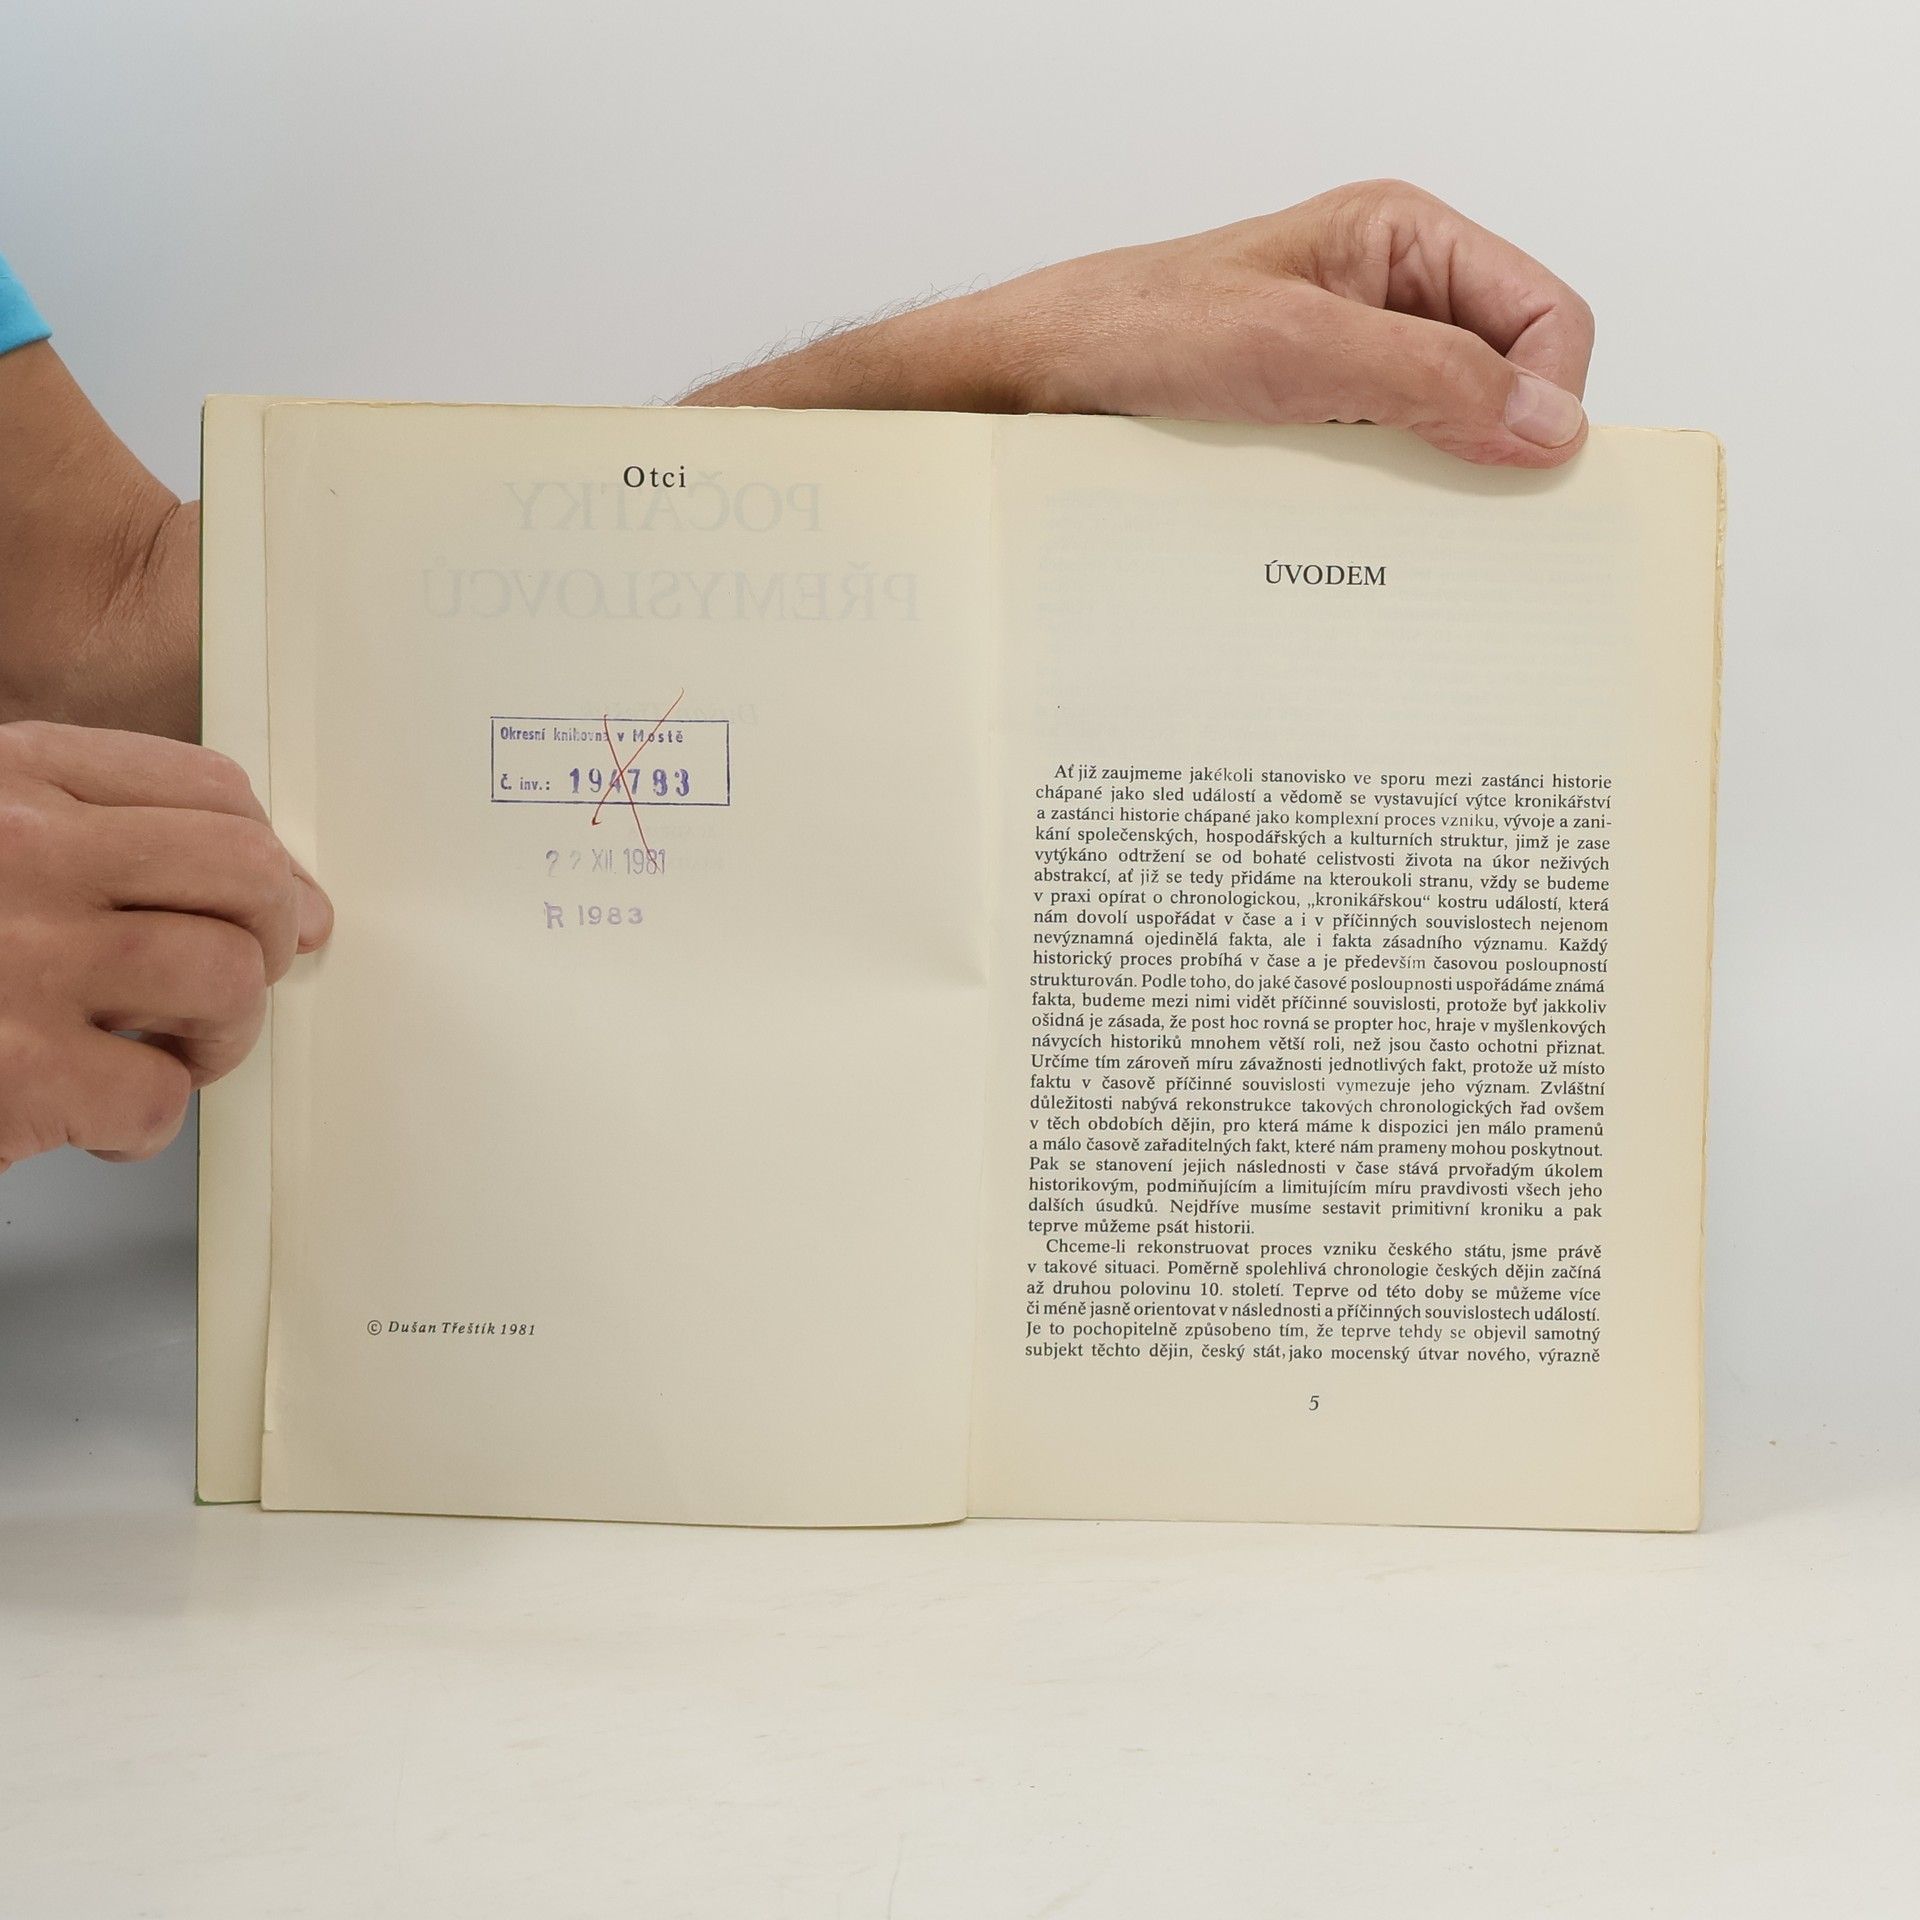 Otci
POČÁTKY
PŘEMYSLOVCŮ
Okresní knihovna v Mostě
Č. inv.: 194783
22 XII. 1981
R 1983
© Dušan Třeštík 1981
ÚVODEM
Ať již zaujmeme jakékoli stanovisko ve sporu mezi zastánci historie
chápané jako sled událostí a vědomě se vystavující výtce kronikářství
a zastánci historie chápané jako komplexní proces vzniku, vývoje a zani-
kání společenských, hospodářských a kulturních struktur, jimž je zase
vytýkáno odtržení se od bohaté celistvosti života na úkor neživých
abstrakcí, ať již se tedy přidáme na kteroukoli stranu, vždy se budeme
v praxi opírat o chronologickou, „kronikářskou“ kostru událostí, která
nám dovolí uspořádat v čase a i v příčinných souvislostech nejenom
nevýznamná ojedinělá fakta, ale i fakta zásadního významu. Každý
historický proces probíhá v čase a je především časovou posloupností
strukturován. Podle toho, do jaké časové posloupnosti uspořádáme známá
fakta, budeme mezi nimi vidět příčinné souvislosti, protože byť jakkoliv
ošidná je zásada, že post hoc rovná se propter hoc, hraje v myšlenkových
návycích historiků mnohem větší roli, než jsou často ochotni přiznat.
Určíme tím zároveň míru závažnosti jednotlivých fakt, protože už místo
faktu v časově příčinné souvislosti vymezuje jeho význam. Zvláštní
důležitosti nabývá rekonstrukce takových chronologických řad ovšem
v těch obdobích dějin, pro která máme k dispozici jen málo pramenů
a málo časově zařaditelných fakt, které nám prameny mohou poskytnout.
Pak se stanovení jejich následnosti v čase stává prvořadým úkolem
historikovým, podmiňujícím a limitujícím míru pravdivosti všech jeho
dalších úsudků. Nejdříve musíme sestavit primitivní kroniku a pak
teprve můžeme psát historii.
Chceme-li rekonstruovat proces vzniku českého státu, jsme právě
v takové situaci. Poměrně spolehlivá chronologie českých dějin začíná
až druhou polovinu 10. století. Teprve od této doby se můžeme více
či méně jasně orientovat v následnosti a příčinných souvislostech událostí.
Je to pochopitelně způsobeno tím, že teprve tehdy se objevil samotný
subjekt těchto dějin, český stát, jako mocenský útvar nového, výrazně
5